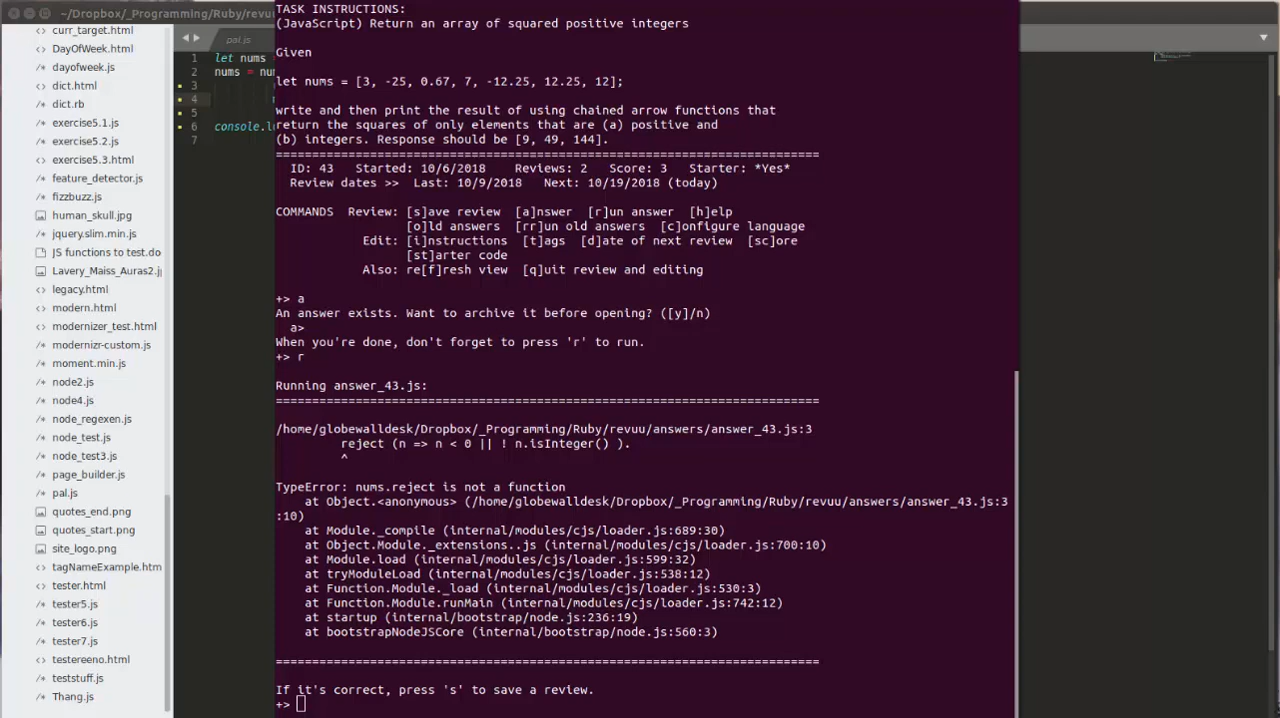 ~/Dropbox/_Programming/Ruby/revuu
curr_target.html
DayOfWeek.html
dayofweek.js
dict.html
dict.rb
exercise5.1.js
exercise5.2.js
exercise5.3.html
feature_detector.js
fizzbuzz.js
human_skull.jpg
jquery.slim.min.js
JS functions to test.do
Lavery_Maiss_Auras2.j
legacy.html
modern.html
modernizer_test.html
modernizr-custom.js
moment.min.js
node2.js
node4.js
node_regexen.js
node_test.js
node_test3.js
page_builder.js
pal.js
quotes_end.png
quotes_start.png
site_logo.png
tagNameExample.htm
tester.html
tester5.js
tester6.js
tester7.js
testereeno.html
teststuff.js
Thang.js
pal.js
1 let nums
2 nums = nu
3
4
5
6 console.l
7
TASK INSTRUCTIONS:
(JavaScript) Return an array of squared positive integers
Given
let nums = [3, -25, 0.67, 7, -12.25, 12.25, 12];
write and then print the result of using chained arrow functions that
return the squares of only elements that are (a) positive and
(b) integers. Response should be [9, 49, 144].
===========================================================================
ID: 43 Started: 10/6/2018 Reviews: 2 Score: 3 Starter: *Yes*
Review dates >> Last: 10/9/2018 Next: 10/19/2018 (today)
COMMANDS Review: [s]ave review [a]nswer [r]un answer [h]elp
[o]ld answers [rr]un old answers [c]onfigure language
Edit: [i]nstructions [t]ags [d]ate of next review [sc]ore
[st]arter code
Also: re[f]resh view [q]uit review and editing
+> a
An answer exists. Want to archive it before opening? ([y]/n)
a>
When you're done, don't forget to press 'r' to run.
+> r
Running answer_43.js:
===========================================================================
/home/globewalldesk/Dropbox/_Programming/Ruby/revuu/answers/answer_43.js:3
reject (n => n < 0 || ! n.isInteger() ).
^
TypeError: nums.reject is not a function
at Object.<anonymous> (/home/globewalldesk/Dropbox/_Programming/Ruby/revuu/answers/answer_43.js:3
:10)
at Module._compile (internal/modules/cjs/loader.js:689:30)
at Object.Module._extensions..js (internal/modules/cjs/loader.js:700:10)
at Module.load (internal/modules/cjs/loader.js:599:32)
at tryModuleLoad (internal/modules/cjs/loader.js:538:12)
at Function.Module._load (internal/modules/cjs/loader.js:530:3)
at Function.Module.runMain (internal/modules/cjs/loader.js:742:12)
at startup (internal/bootstrap/node.js:236:19)
at bootstrapNodeJSCore (internal/bootstrap/node.js:560:3)
===========================================================================
If it's correct, press 's' to save a review.
+>